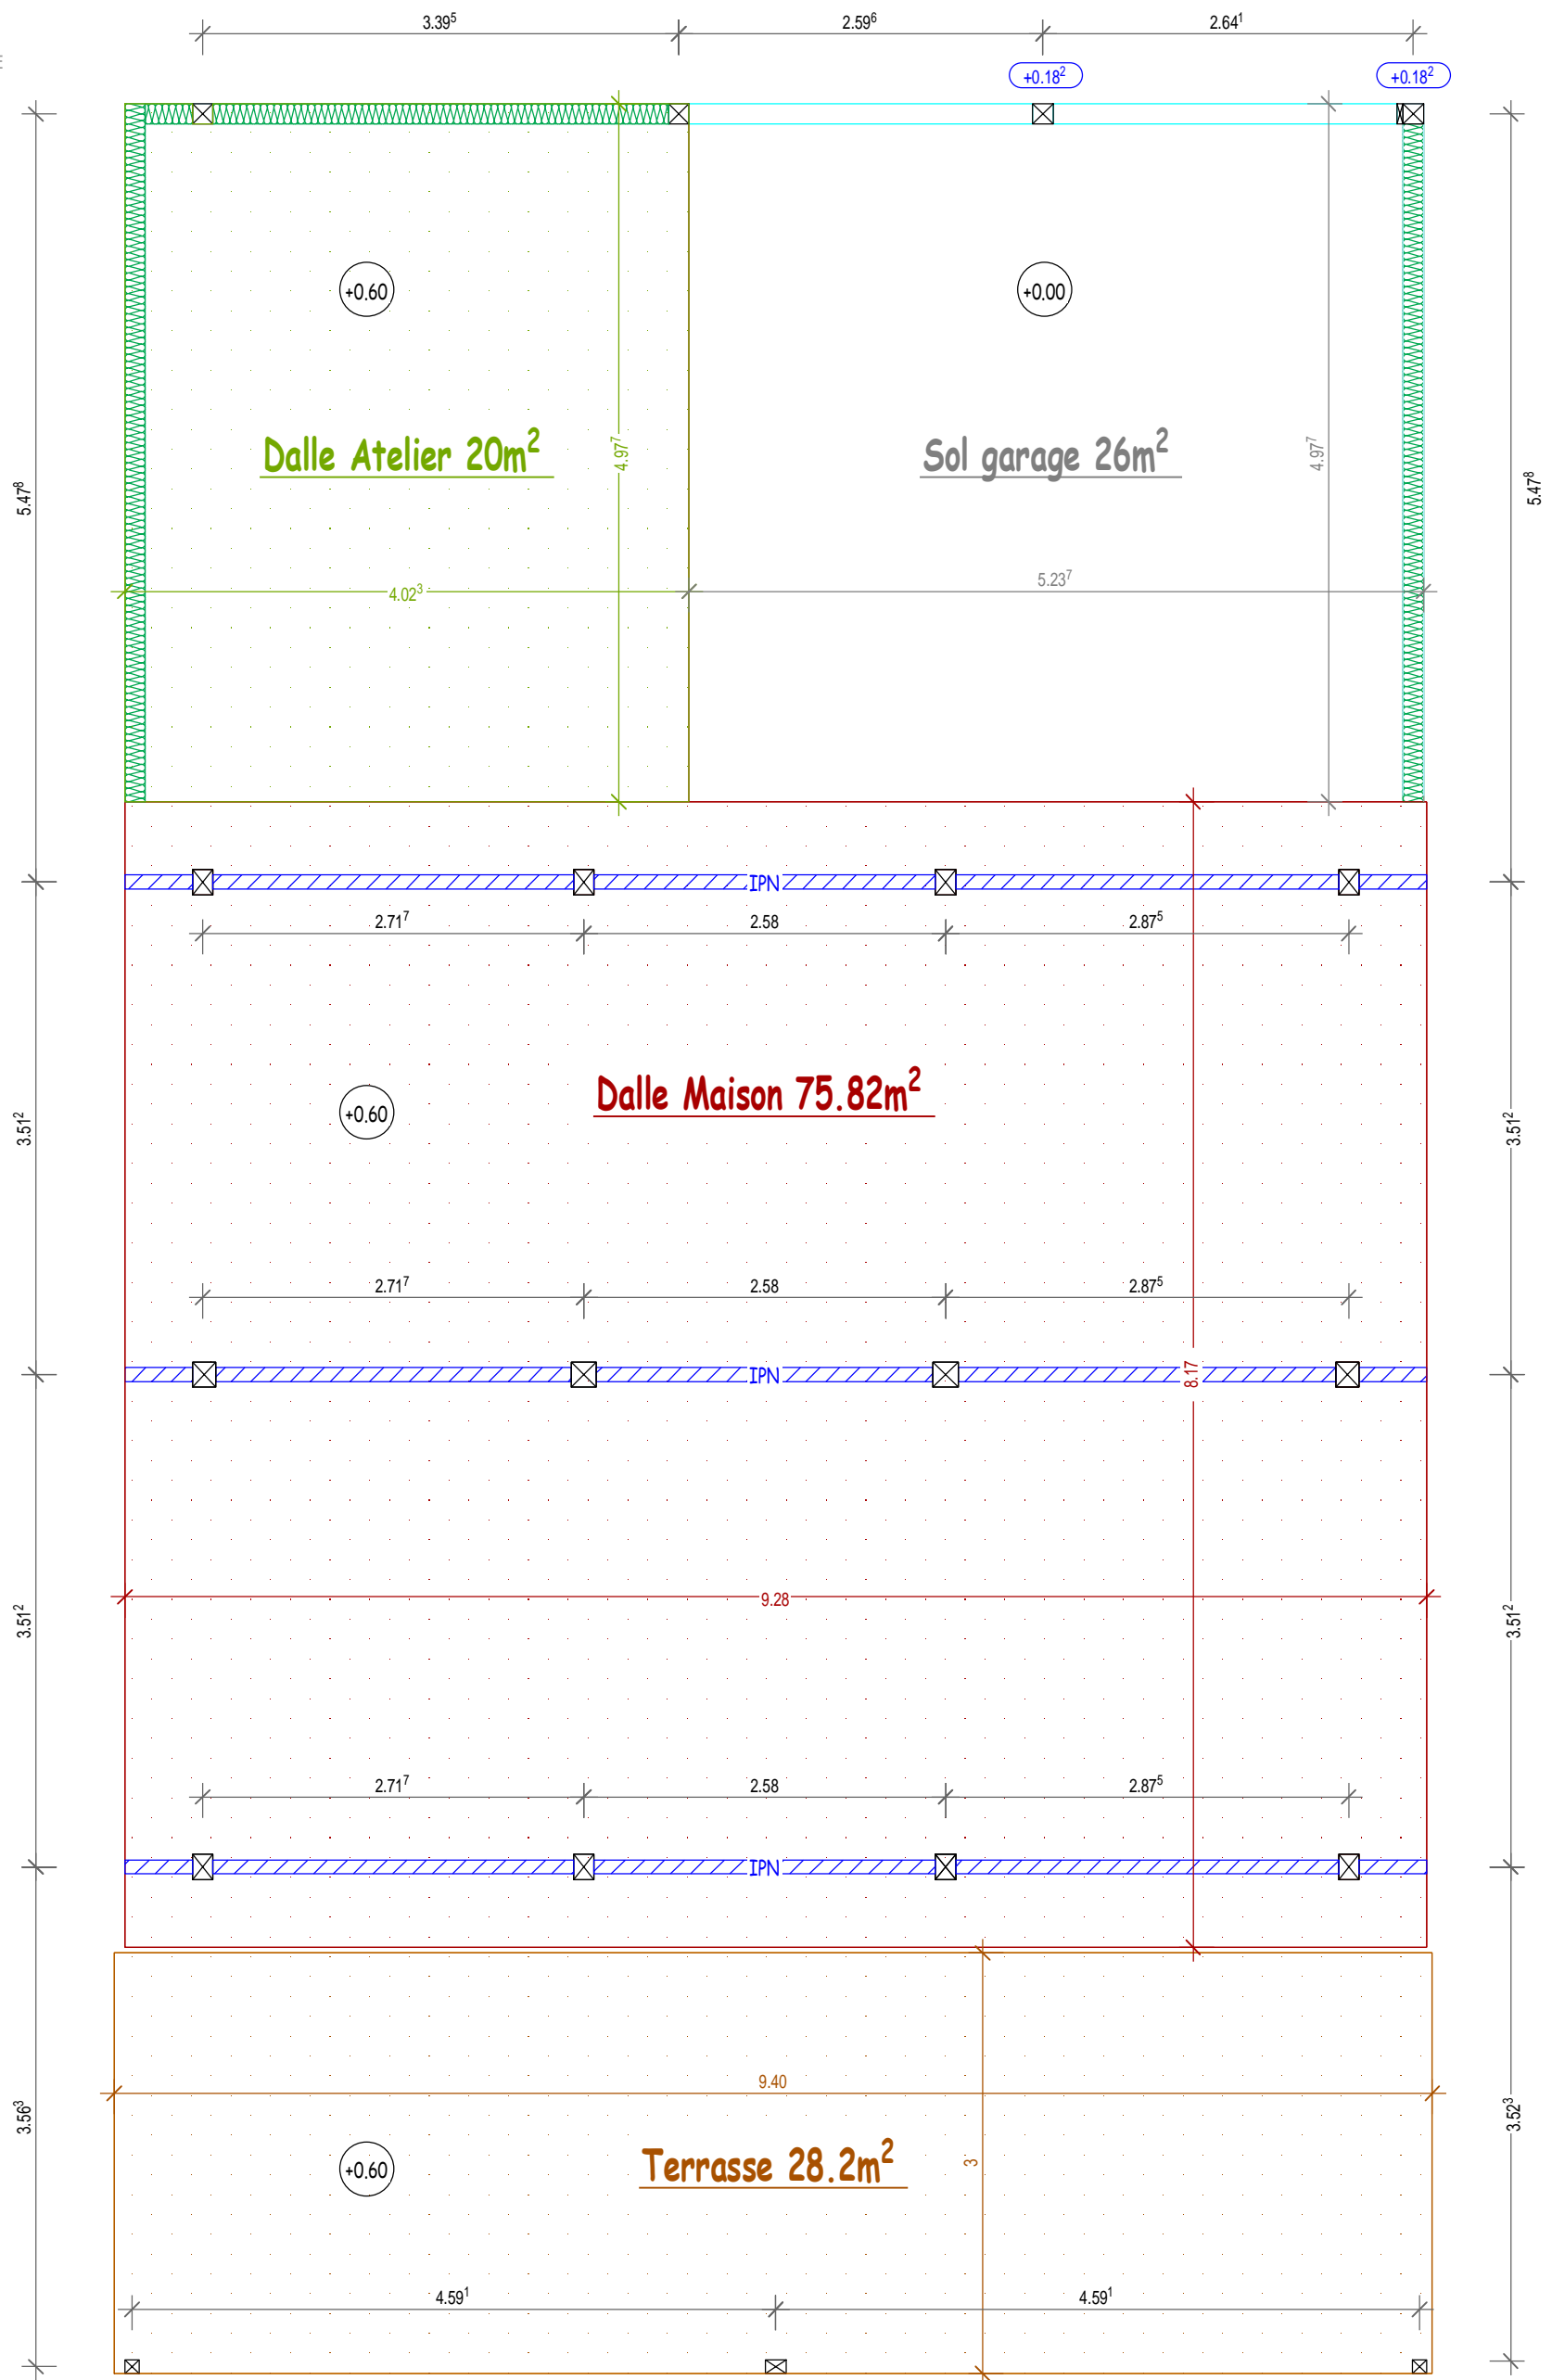 3.39⁵ 2.59⁶ 2.64¹
+0.18² +0.18²
+0.60 +0.00
Dalle Atelier 20m² 4.97⁷ Sol garage 26m² 4.97⁷
5.47⁸ 5.47⁸
4.02³ 5.23⁷
IPN
2.71⁷ 2.58 2.87⁵
Dalle Maison 75.82m²
+0.60
3.51² 3.51²
2.71⁷ 2.58 2.87⁵
IPN 8.17
9.28
3.51² 3.51²
2.71⁷ 2.58 2.87⁵
IPN
9.40
3.56³ 3.52³
+0.60 Terrasse 28.2m² 3
4.59¹ 4.59¹